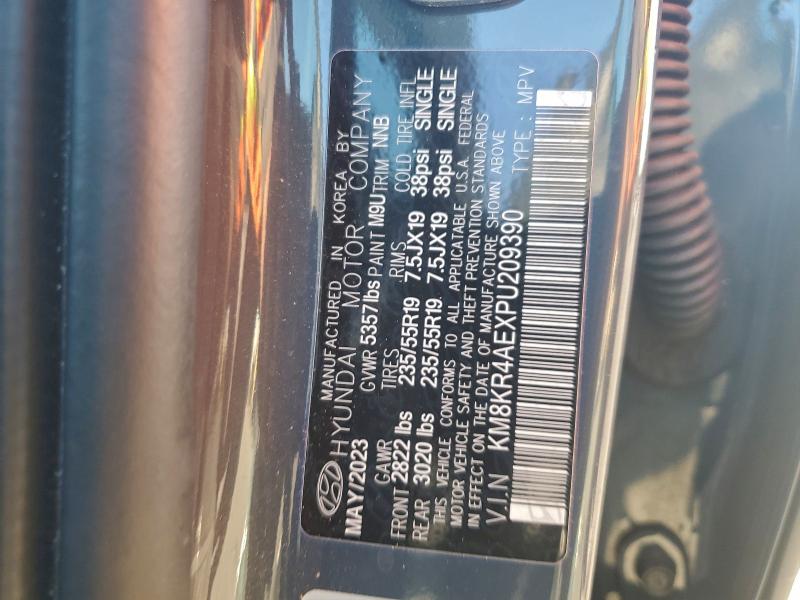 MANUFACTURED IN KOREA BY
HYUNDAI MOTOR COMPANY
MAY/2023 GVWR 5357 lbs PAINT M9U TRIM NNB
GAWR TIRES RIMS COLD TIRE INFL
FRONT 2822 lbs 235/55R19 7.5JX19 38psi SINGLE
REAR 3020 lbs 235/55R19 7.5JX19 38psi SINGLE
THIS VEHICLE CONFORMS TO ALL APPLICATABLE U.S.A. FEDERAL
MOTOR VEHICLE SAFETY AND THEFT PREVENTION STANDARDS
IN EFFECT ON THE DATE OF MANUFACTURE SHOWN ABOVE
V.I.N KM8KR4AEXPU209390 TYPE : MPV